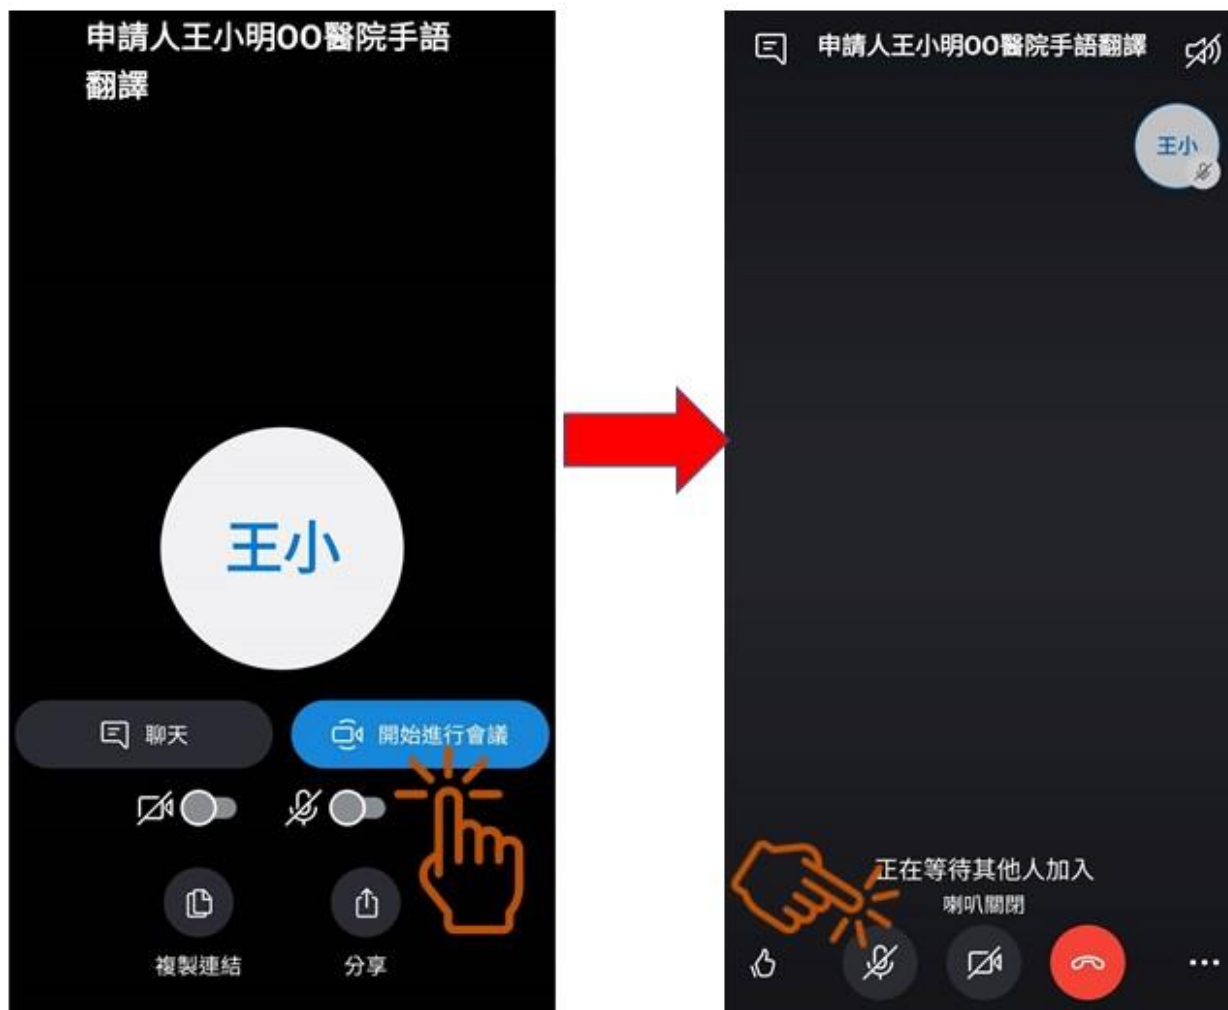 申請人王小明OO醫院手語
翻譯
王小
聊天
開始進行會議
複製連結
分享
申請人王小明OO醫院手語翻譯
王小
正在等待其他人加入
喇叭關閉